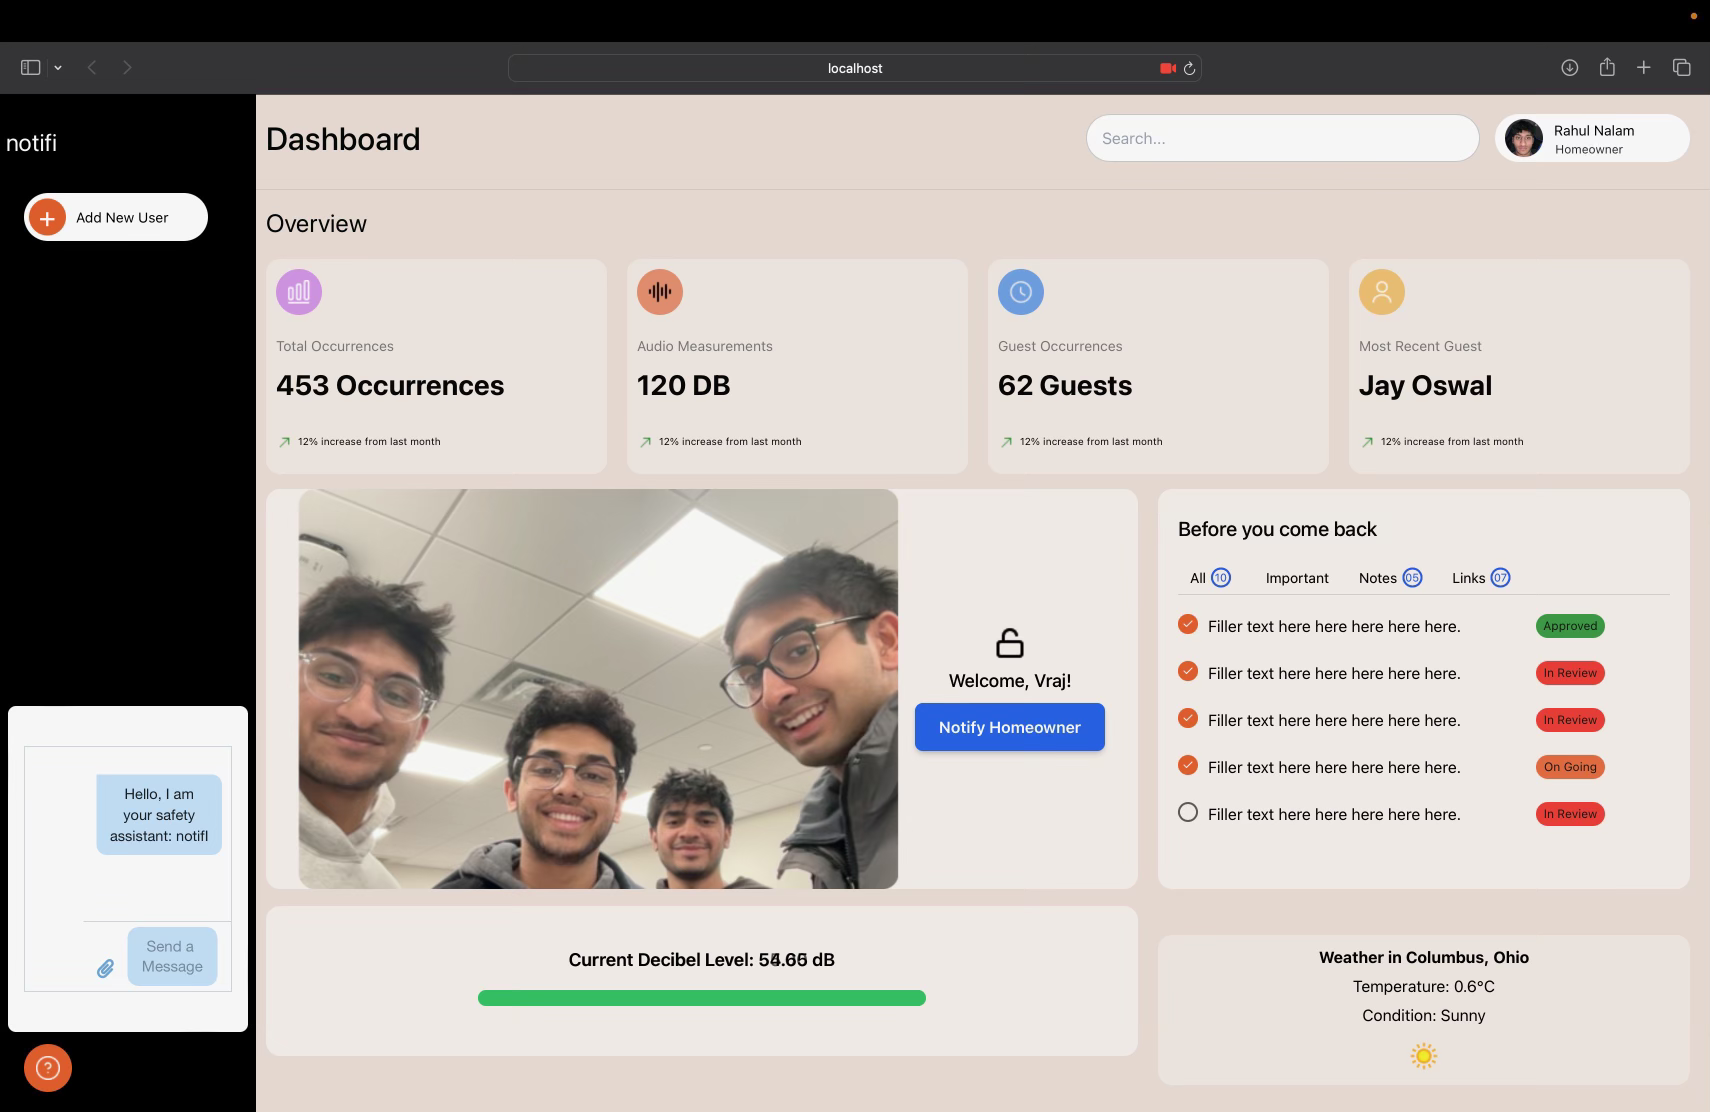 localhost
notifi
Dashboard
Search...
Rahul Nalam
Homeowner
Add New User
Overview
Total Occurrences
453 Occurrences
12% increase from last month
Audio Measurements
120 DB
12% increase from last month
Guest Occurrences
62 Guests
12% increase from last month
Most Recent Guest
Jay Oswal
12% increase from last month
Welcome, Vraj!
Notify Homeowner
Before you come back
All 10 Important Notes 05 Links 07
Filler text here here here here here. Approved
Filler text here here here here here. In Review
Filler text here here here here here. In Review
Filler text here here here here here. On Going
Filler text here here here here here. In Review
Hello, I am
your safety
assistant: notifI
Send a
Message
Current Decibel Level: dB
Weather in Columbus, Ohio
Temperature: 0.6°C
Condition: Sunny